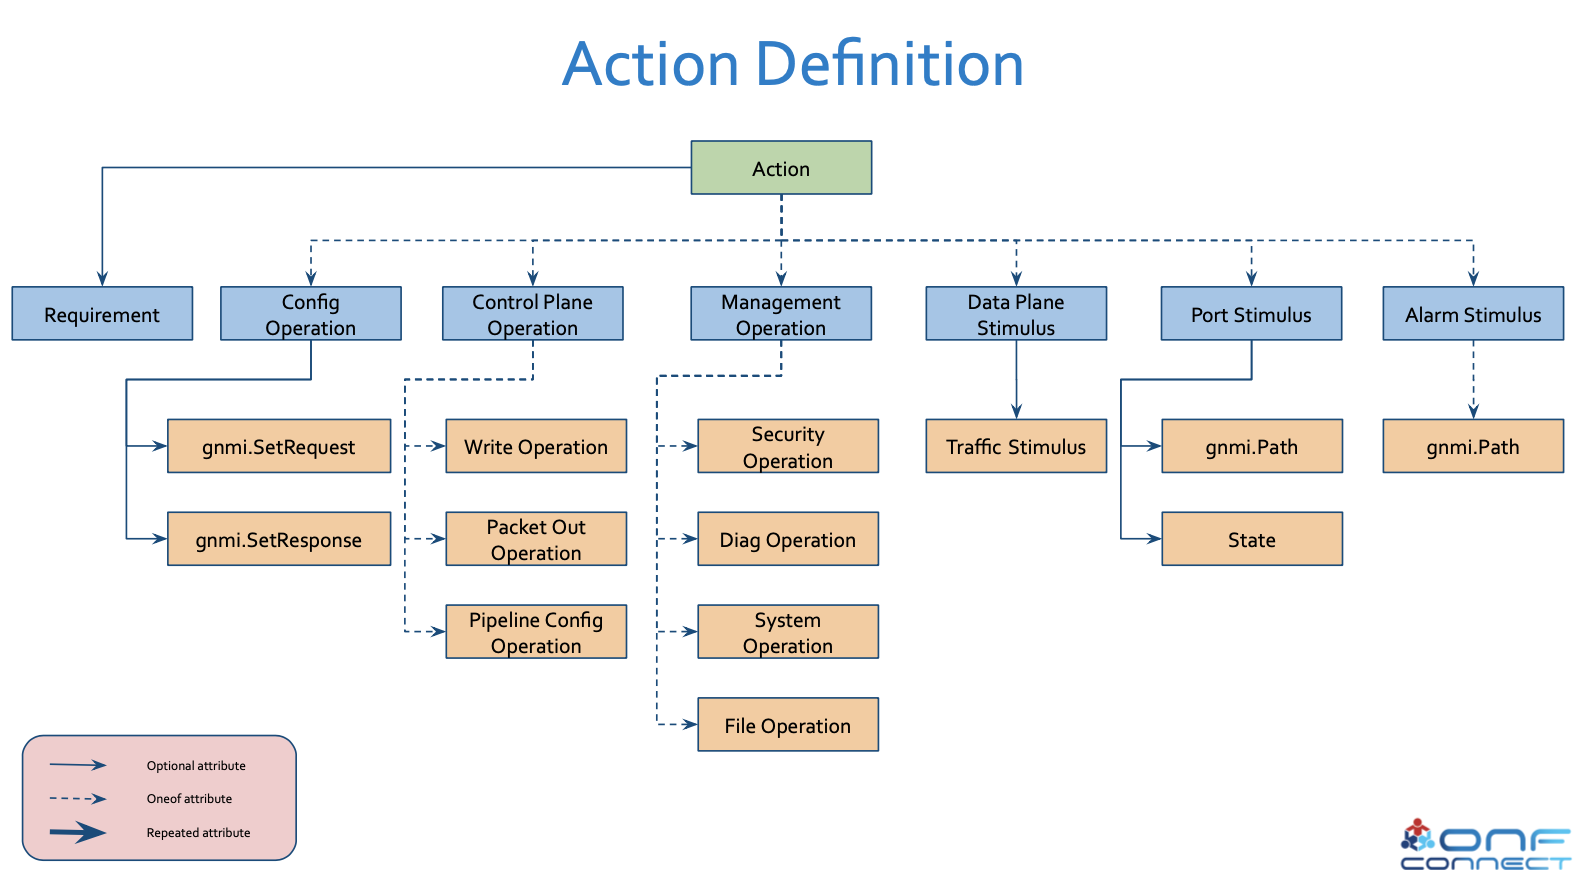 Action Definition
Action
Requirement
Config
Operation
Control Plane
Operation
Management
Operation
Data Plane
Stimulus
Port Stimulus
Alarm Stimulus
gnmi.SetRequest
gnmi.SetResponse
Write Operation
Packet Out
Operation
Pipeline Config
Operation
Security
Operation
Diag Operation
System
Operation
File Operation
Traffic Stimulus
gnmi.Path
State
gnmi.Path
Optional attribute
Oneof attribute
Repeated attribute
ONF
CONNECT